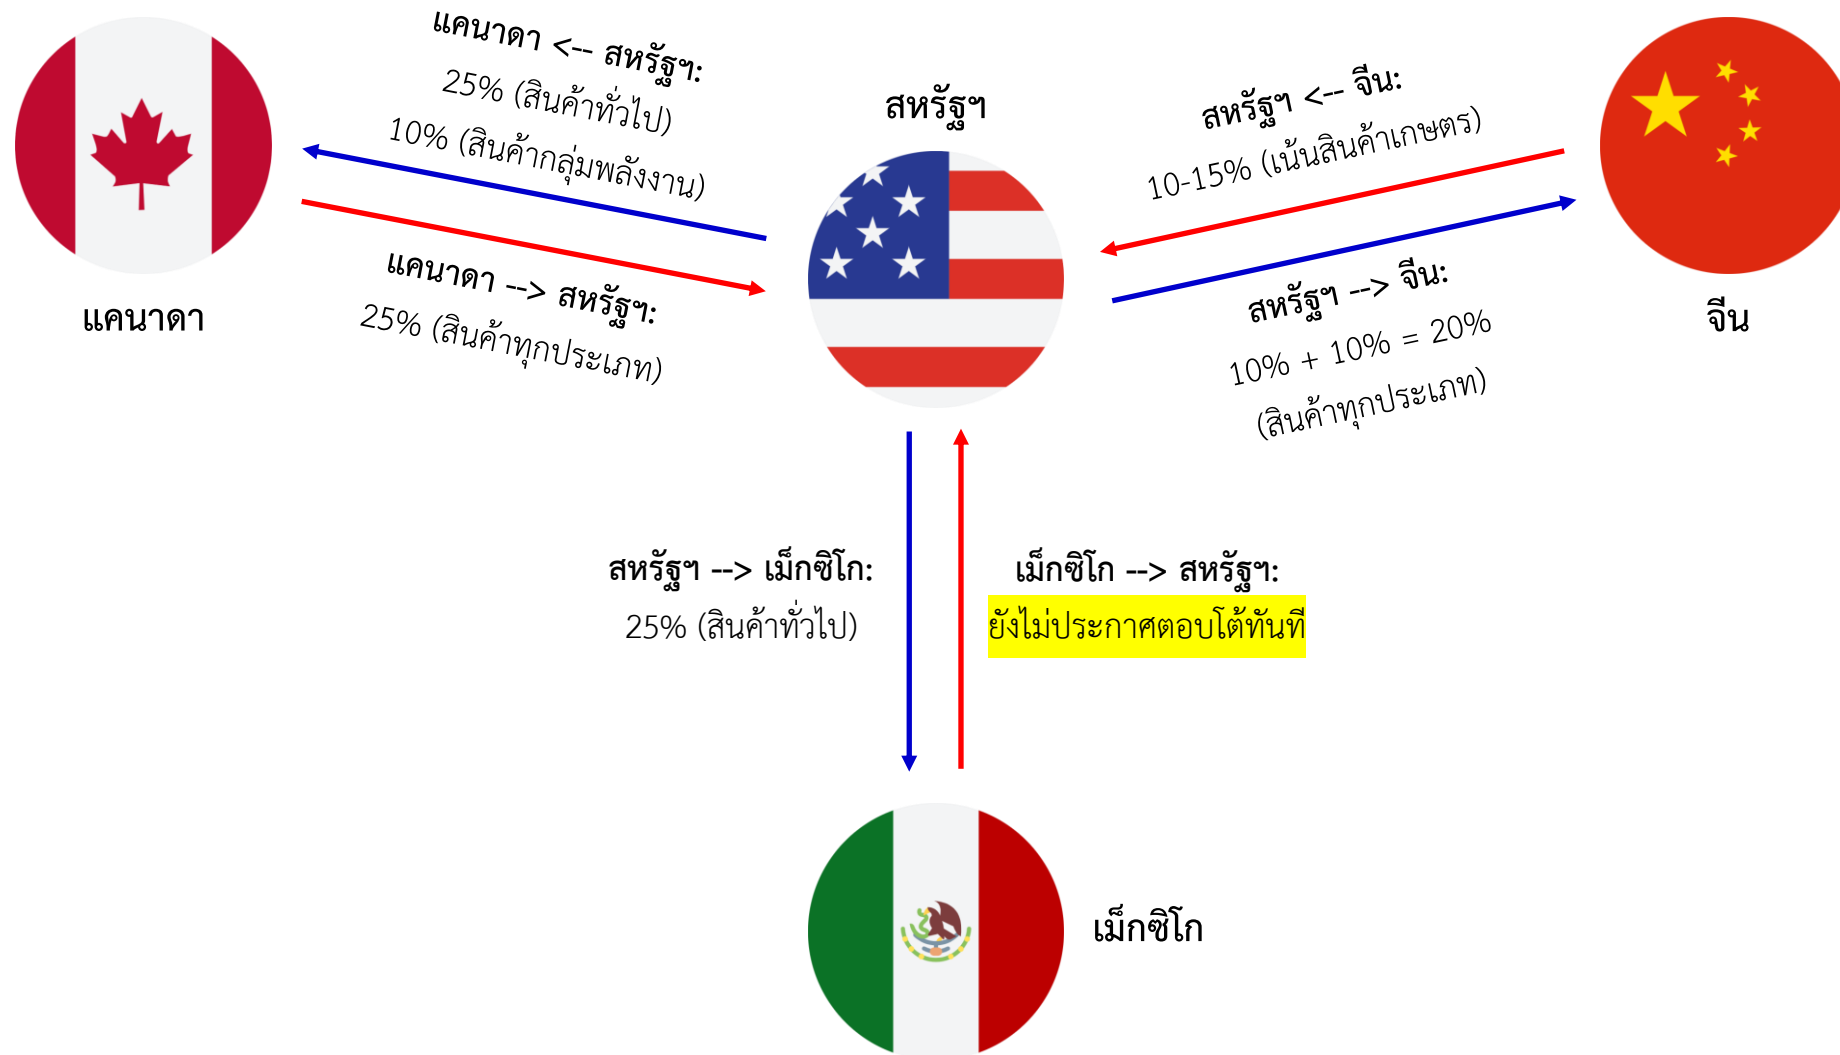 แคนาดา <-- สหรัฐฯ:
25% (สินค้าทั่วไป)
10% (สินค้ากลุ่มพลังงาน)
แคนาดา --> สหรัฐฯ:
25% (สินค้าทุกประเภท)
แคนาดา
สหรัฐฯ
สหรัฐฯ <-- จีน:
10-15% (เน้นสินค้าเกษตร)
สหรัฐฯ --> จีน:
10% + 10% = 20%
(สินค้าทุกประเภท)
จีน
สหรัฐฯ --> เม็กซิโก:
25% (สินค้าทั่วไป)
เม็กซิโก --> สหรัฐฯ:
ยังไม่ประกาศตอบโต้ทันที
เม็กซิโก